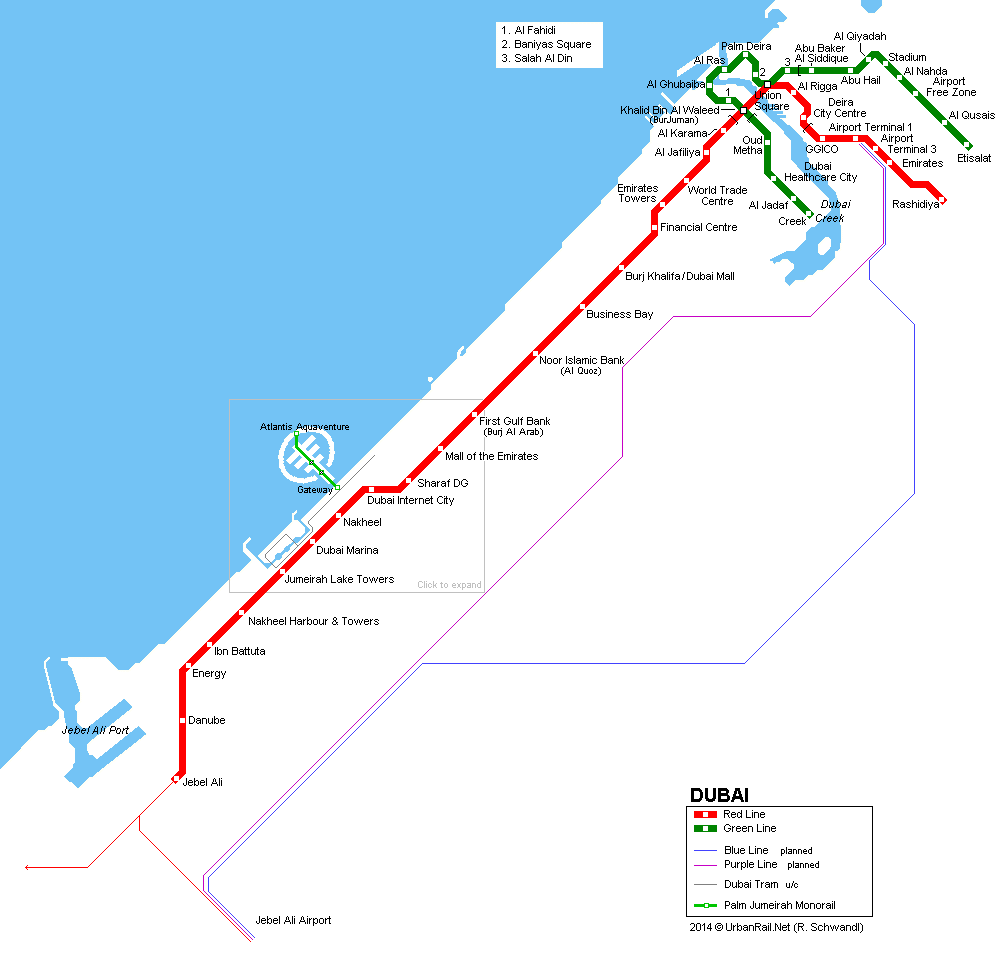 1. Al Fahidi
2. Baniyas Square
3. Salah Al Din
Al Qiyadah
Palm Deira
Abu Baker
Al Siddique
Stadium
Al Ras
3
2
Al Nahda
Abu Hail
Airport
Free Zone
Al Ghubaiba
1
Union
Square
Al Rigga
Deira
City Centre
Al Qusais
Khalid Bin Al Waleed
(BurJuman)
Al Karama
Airport Terminal 1
Airport
Terminal 3
Etisalat
Al Jafiliya
Oud
Metha
GGICO
Emirates
Dubai
Healthcare City
Emirates
Towers
World Trade
Centre
Al Jadaf
Creek
Dubai
Creek
Rashidiya
Financial Centre
Burj Khalifa/Dubai Mall
Business Bay
Noor Islamic Bank
(Al Quoz)
First Gulf Bank
(Burj Al Arab)
Atlantis Aquaventure
Mall of the Emirates
Sharaf DG
Gateway
Dubai Internet City
Nakheel
Dubai Marina
Jumeirah Lake Towers
Click to expand
Nakheel Harbour & Towers
Ibn Battuta
Energy
Danube
Jebel Ali Port
Jebel Ali
Jebel Ali Airport
DUBAI
Red Line
Green Line
Blue Line planned
Purple Line planned
Dubai Tram u/c
Palm Jumeirah Monorail
2014 © UrbanRail.Net (R. Schwandl)